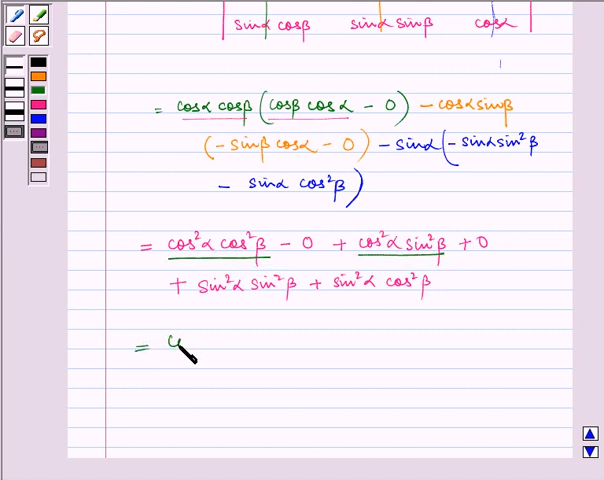 sinα cosβ sinα sinβ cosα
= cosα cosβ (cosβ cosα - 0) - cosα sinβ
(- sinβ cosα - 0) - sinα (- sinα sin²β
- sinα cos²β)
= cos²α cos²β - 0 + cos²α sin²β + 0
+ sin²α sin²β + sin²α cos²β
=